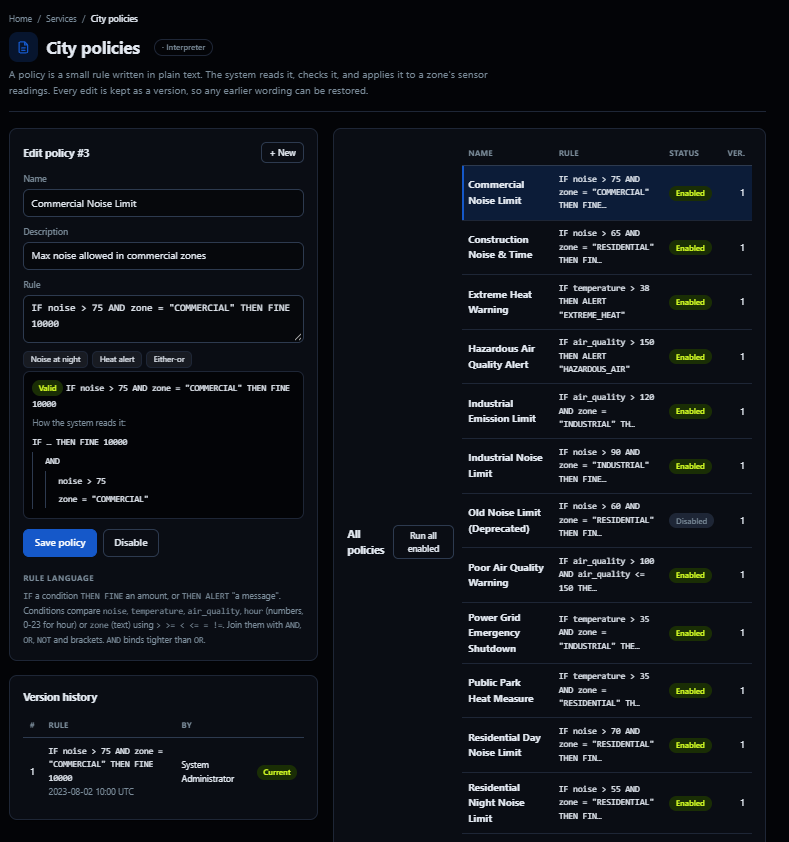 Home / Services / City policies
City policies
- Interpreter
A policy is a small rule written in plain text. The system reads it, checks it, and applies it to a zone's sensor
readings. Every edit is kept as a version, so any earlier wording can be restored.
Edit policy #3
+ New
Name
Commercial Noise Limit
Description
Max noise allowed in commercial zones
Rule
IF noise > 75 AND zone = "COMMERCIAL" THEN FINE
10000
Noise at night
Heat alert
Either-or
Valid IF noise > 75 AND zone = "COMMERCIAL" THEN FINE
10000
How the system reads it:
IF … THEN FINE 10000
AND
noise > 75
zone = "COMMERCIAL"
Save policy
Disable
RULE LANGUAGE
IF a condition THEN FINE an amount, or THEN ALERT "a message".
Conditions compare noise, temperature, air_quality, hour (numbers,
0-23 for hour) or zone (text) using > >= < <= = !=. Join them with AND,
OR, NOT and brackets. AND binds tighter than OR.
Version history
# RULE BY
1
IF noise > 75 AND zone =
"COMMERCIAL" THEN FINE
10000
2023-08-02 10:00 UTC
System
Administrator
Current
All
policies
Run all
enabled
NAME RULE STATUS VER.
Commercial
Noise Limit
IF noise > 75 AND
zone = "COMMERCIAL"
THEN FINE…
Enabled
1
Construction
Noise & Time
IF noise > 65 AND
zone = "RESIDENTIAL"
THEN FIN…
Enabled
1
Extreme Heat
Warning
IF temperature > 38
THEN ALERT
"EXTREME_HEAT"
Enabled
1
Hazardous Air
Quality Alert
IF air_quality > 150
THEN ALERT
"HAZARDOUS_AIR"
Enabled
1
Industrial
Emission Limit
IF air_quality > 120
AND zone =
"INDUSTRIAL" TH…
Enabled
1
Industrial Noise
Limit
IF noise > 90 AND
zone = "INDUSTRIAL"
THEN FINE…
Enabled
1
Old Noise Limit
(Deprecated)
IF noise > 60 AND
zone = "RESIDENTIAL"
THEN FIN…
Disabled
1
Poor Air Quality
Warning
IF air_quality > 100
AND air_quality <=
150 THE…
Enabled
1
Power Grid
Emergency
Shutdown
IF temperature > 35
AND zone =
"INDUSTRIAL" THE…
Enabled
1
Public Park
Heat Measure
IF temperature > 35
AND zone =
"RESIDENTIAL" TH…
Enabled
1
Residential Day
Noise Limit
IF noise > 70 AND
zone = "RESIDENTIAL"
THEN FIN…
Enabled
1
Residential
Night Noise
Limit
IF noise > 55 AND
zone = "RESIDENTIAL"
THEN FIN…
Enabled
1